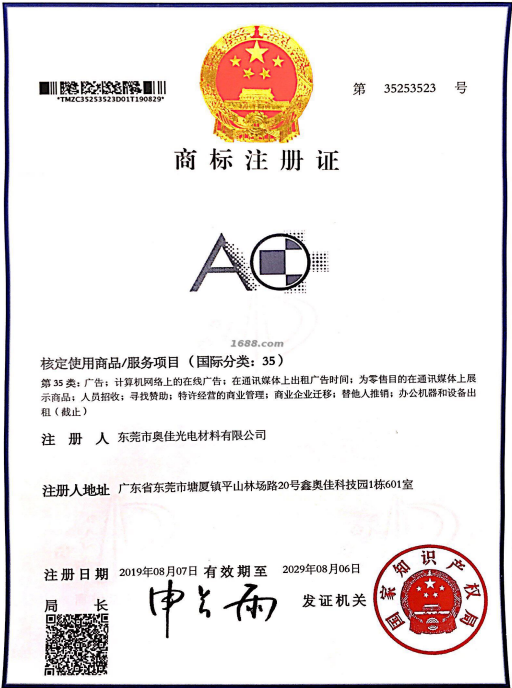 *TMZC35253523D01T190829*
第 35253523 号
商标注册证
AC
1688.com
核定使用商品/服务项目（国际分类：35）
第 35 类：广告；计算机网络上的在线广告；在通讯媒体上出租广告时间；为零售目的在通讯媒体上展
示商品；人员招收；寻找赞助；特许经营的商业管理；商业企业迁移；替他人推销；办公机器和设备出
租（截止）
注 册 人 东莞市奥佳光电材料有限公司
注册人地址 广东省东莞市塘厦镇平山林场路20号鑫奥佳科技园1栋601室
注册日期 2019年08月07日 有效期至 2029年08月06日
局 长 申长雨 发证机关
国家知识产权局